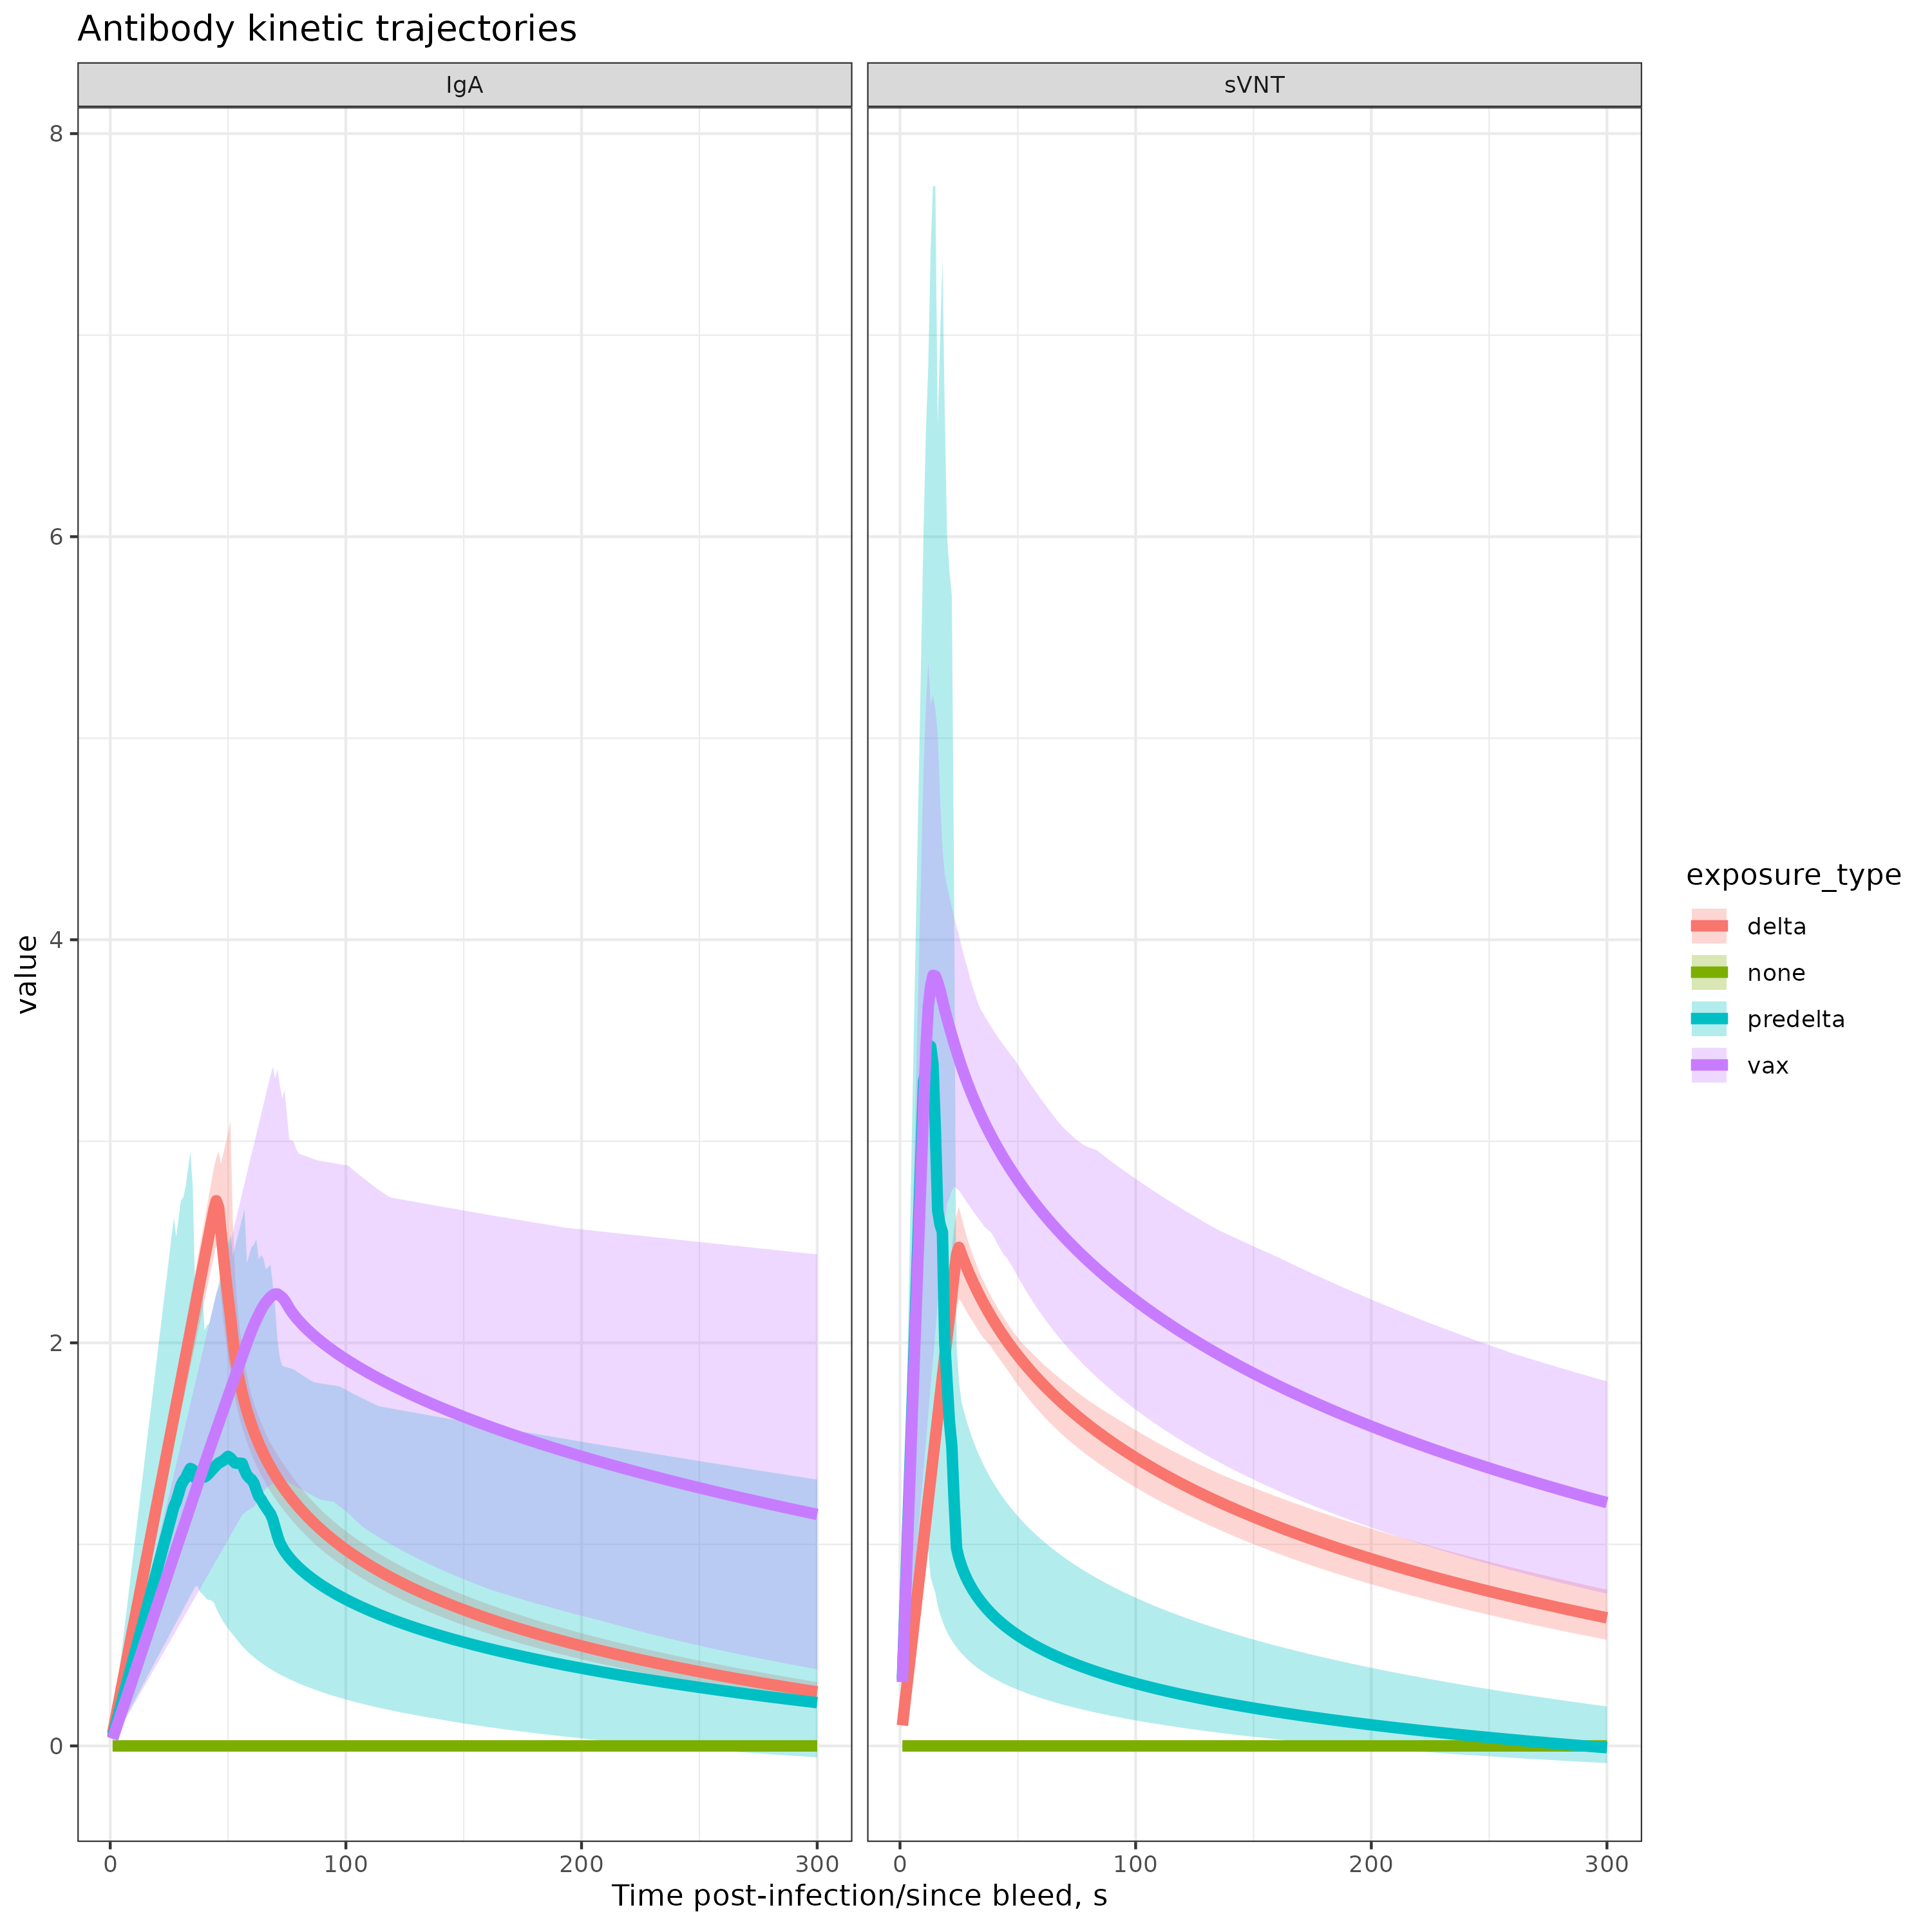 Antibody kinetic trajectories
IgA
sVNT
8
6
4
2
0
value
0 100 200 300
0 100 200 300
Time post-infection/since bleed, s
exposure_type
delta
none
predelta
vax